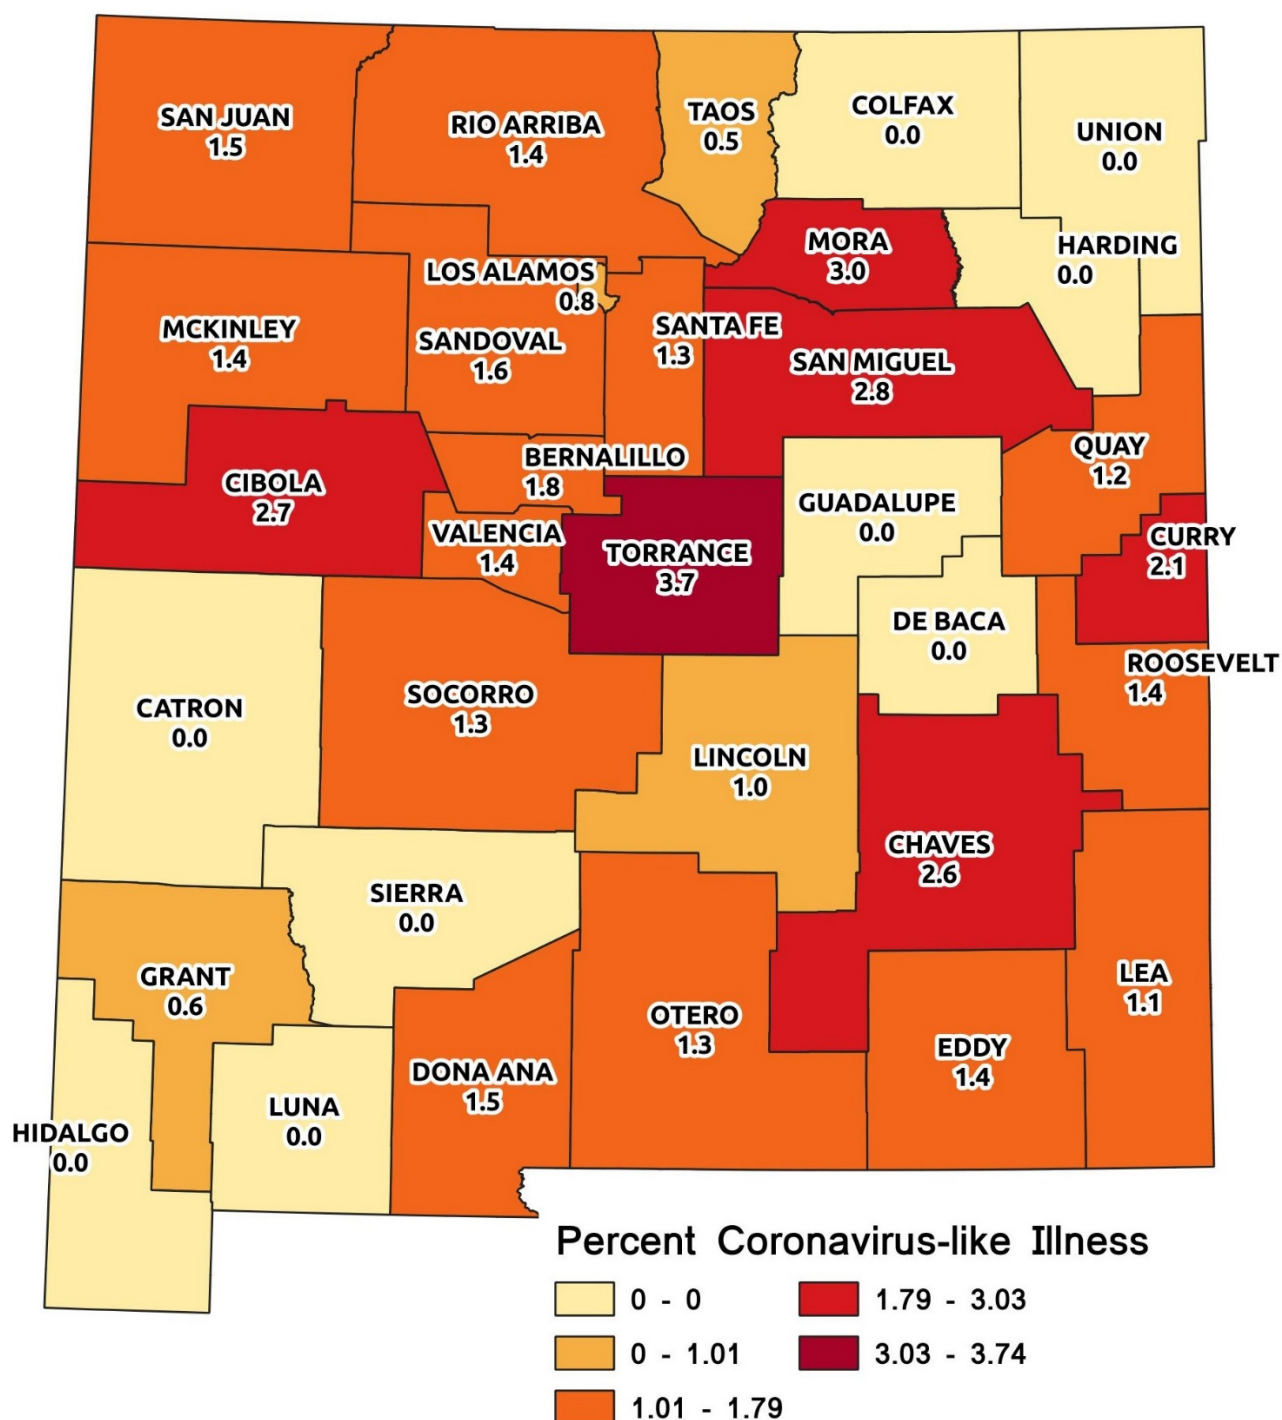 SAN JUAN
1.5
RIO ARRIBA
1.4
TAOS
0.5
COLFAX
0.0
UNION
0.0
MORA
3.0
HARDING
0.0
LOS ALAMOS
0.8
MCKINLEY
1.4
SANDOVAL
1.6
SANTA FE
1.3
SAN MIGUEL
2.8
QUAY
1.2
CIBOLA
2.7
BERNALILLO
1.8
GUADALUPE
0.0
VALENCIA
1.4
TORRANCE
3.7
CURRY
2.1
DE BACA
0.0
ROOSEVELT
1.4
CATRON
0.0
SOCORRO
1.3
LINCOLN
1.0
CHAVES
2.6
SIERRA
0.0
GRANT
0.6
LEA
1.1
OTERO
1.3
EDDY
1.4
DONA ANA
1.5
LUNA
0.0
HIDALGO
0.0
Percent Coronavirus-like Illness
0 - 0
0 - 1.01
1.01 - 1.79
1.79 - 3.03
3.03 - 3.74